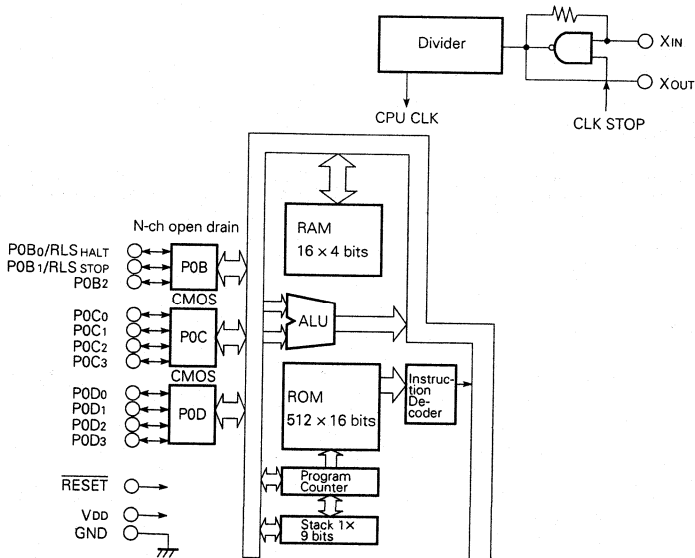 Divider
XIN
XOUT
CPU CLK
CLK STOP
N-ch open drain
RAM
16 × 4 bits
P0B0/RLS HALT
P0B1/RLS STOP
P0B2
P0B
CMOS
P0C0
P0C1
P0C2
P0C3
P0C
ALU
CMOS
P0D0
P0D1
P0D2
P0D3
P0D
ROM
512 × 16 bits
Instruc-
tion
De-
coder
Program
Counter
RESET
VDD
GND
Stack 1×
9 bits